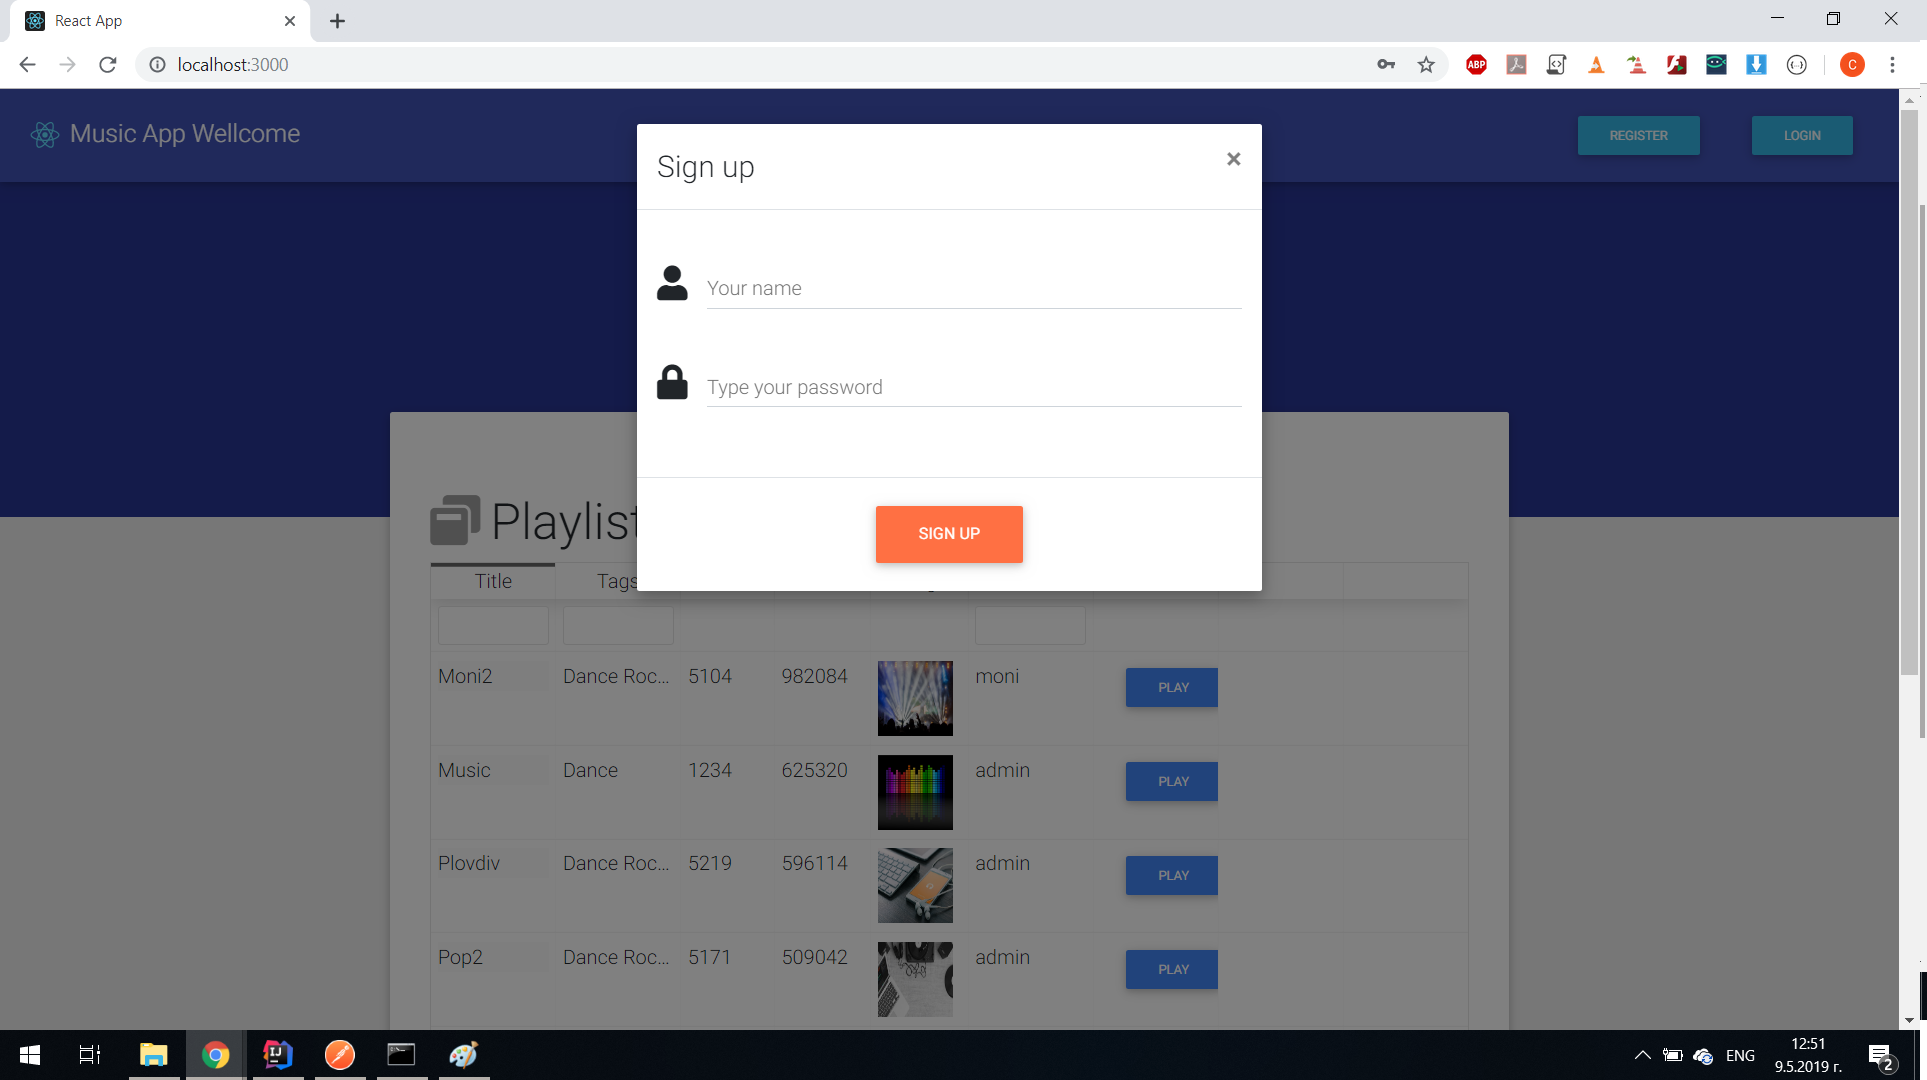 React App
localhost:3000
ABP
C
Music App Wellcome
REGISTER
LOGIN
Sign up
×
Your name
Type your password
SIGN UP
Playlist
Title
Tags
Moni2 Dance Roc... 5104 982084 moni PLAY
Music Dance 1234 625320 admin PLAY
Plovdiv Dance Roc... 5219 596114 admin PLAY
Pop2 Dance Roc... 5171 509042 admin PLAY
IJ
ENG
12:51
9.5.2019 г.
2